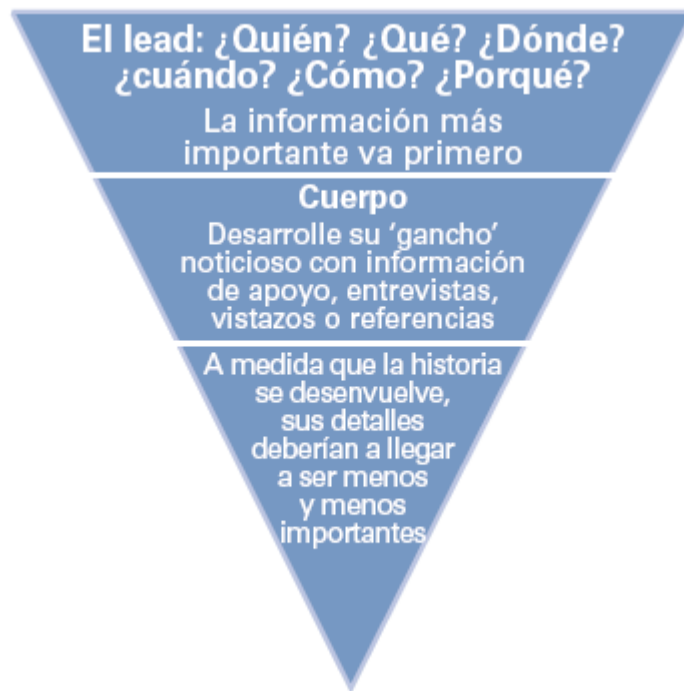 El lead: ¿Quién? ¿Qué? ¿Dónde?
¿cuándo? ¿Cómo? ¿Porqué?
La información más
importante va primero
Cuerpo
Desarrolle su ‘gancho’
noticioso con información
de apoyo, entrevistas,
vistazos o referencias
A medida que la historia
se desenvuelve,
sus detalles
deberían a llegar
a ser menos
y menos
importantes